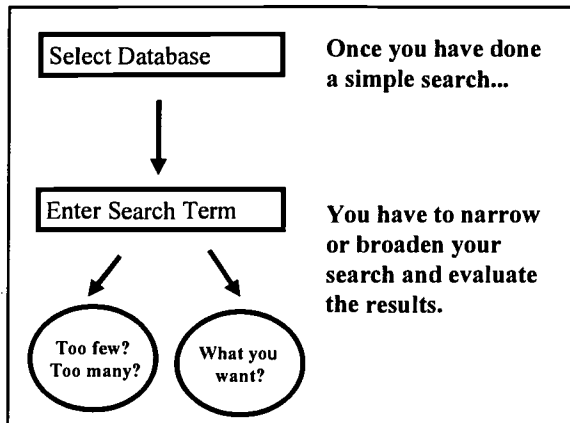 Select Database
Once you have done
a simple search...
Enter Search Term
You have to narrow
or broaden your
search and evaluate
the results.
Too few?
Too many?
What you
want?